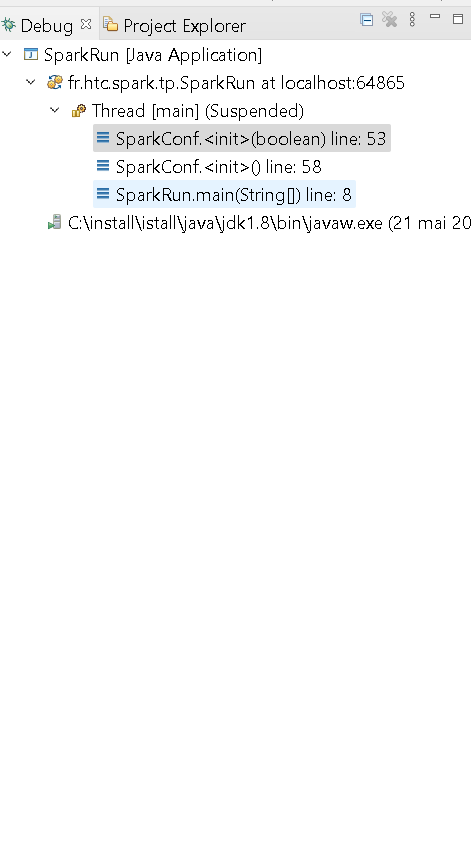 Debug Project Explorer
SparkRun [Java Application]
fr.htc.spark.tp.SparkRun at localhost:64865
Thread [main] (Suspended)
SparkConf.<init>(boolean) line: 53
SparkConf.<init>() line: 58
SparkRun.main(String[]) line: 8
C:\install\istall\java\jdk1.8\bin\javaw.exe (21 mai 20